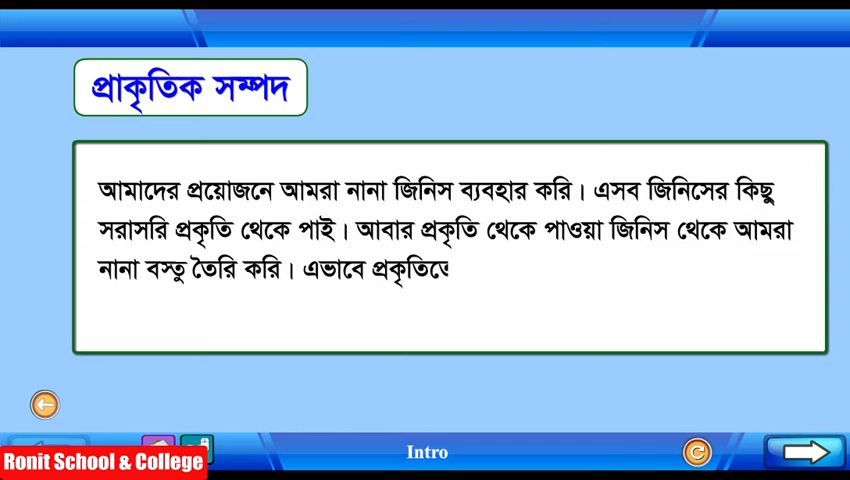 প্রাকৃতিক সম্পদ
আমাদের প্রয়োজনে আমরা নানা জিনিস ব্যবহার করি। এসব জিনিসের কিছু
সরাসরি প্রকৃতি থেকে পাই। আবার প্রকৃতি থেকে পাওয়া জিনিস থেকে আমরা
নানা বস্তু তৈরি করি। এভাবে প্রকৃতিতে
Intro
Ronit School & College